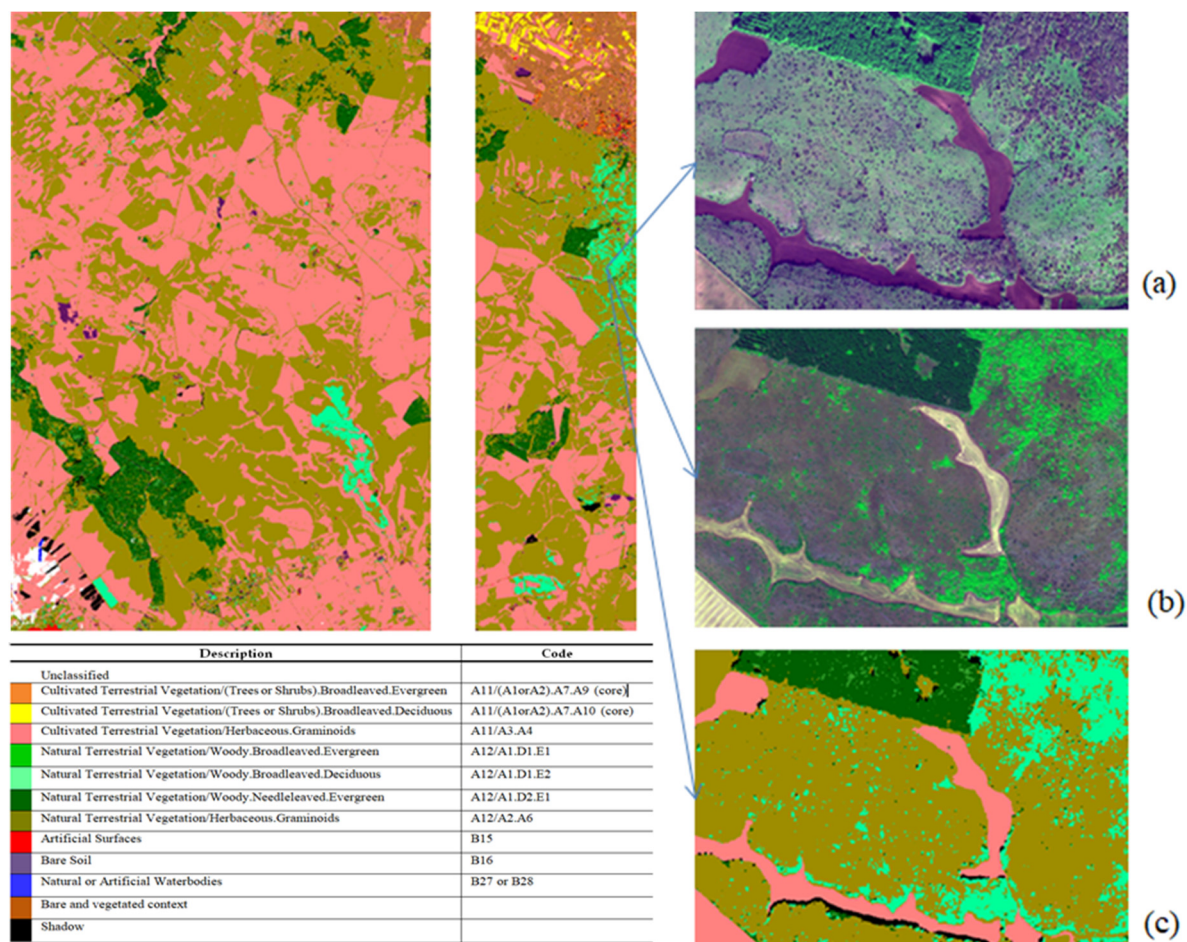 (a)
(b)
(c)
Description Code
Unclassified
Cultivated Terrestrial Vegetation/(Trees or Shrubs).Broadleaved.Evergreen A11/(A1orA2).A7.A9 (core)
Cultivated Terrestrial Vegetation/(Trees or Shrubs).Broadleaved.Deciduous A11/(A1orA2).A7.A10 (core)
Cultivated Terrestrial Vegetation/Herbaceous.Graminoids A11/A3.A4
Natural Terrestrial Vegetation/Woody.Broadleaved.Evergreen A12/A1.D1.E1
Natural Terrestrial Vegetation/Woody.Broadleaved.Deciduous A12/A1.D1.E2
Natural Terrestrial Vegetation/Woody.Needleleaved.Evergreen A12/A1.D2.E1
Natural Terrestrial Vegetation/Herbaceous.Graminoids A12/A2.A6
Artificial Surfaces B15
Bare Soil B16
Natural or Artificial Waterbodies B27 or B28
Bare and vegetated context
Shadow